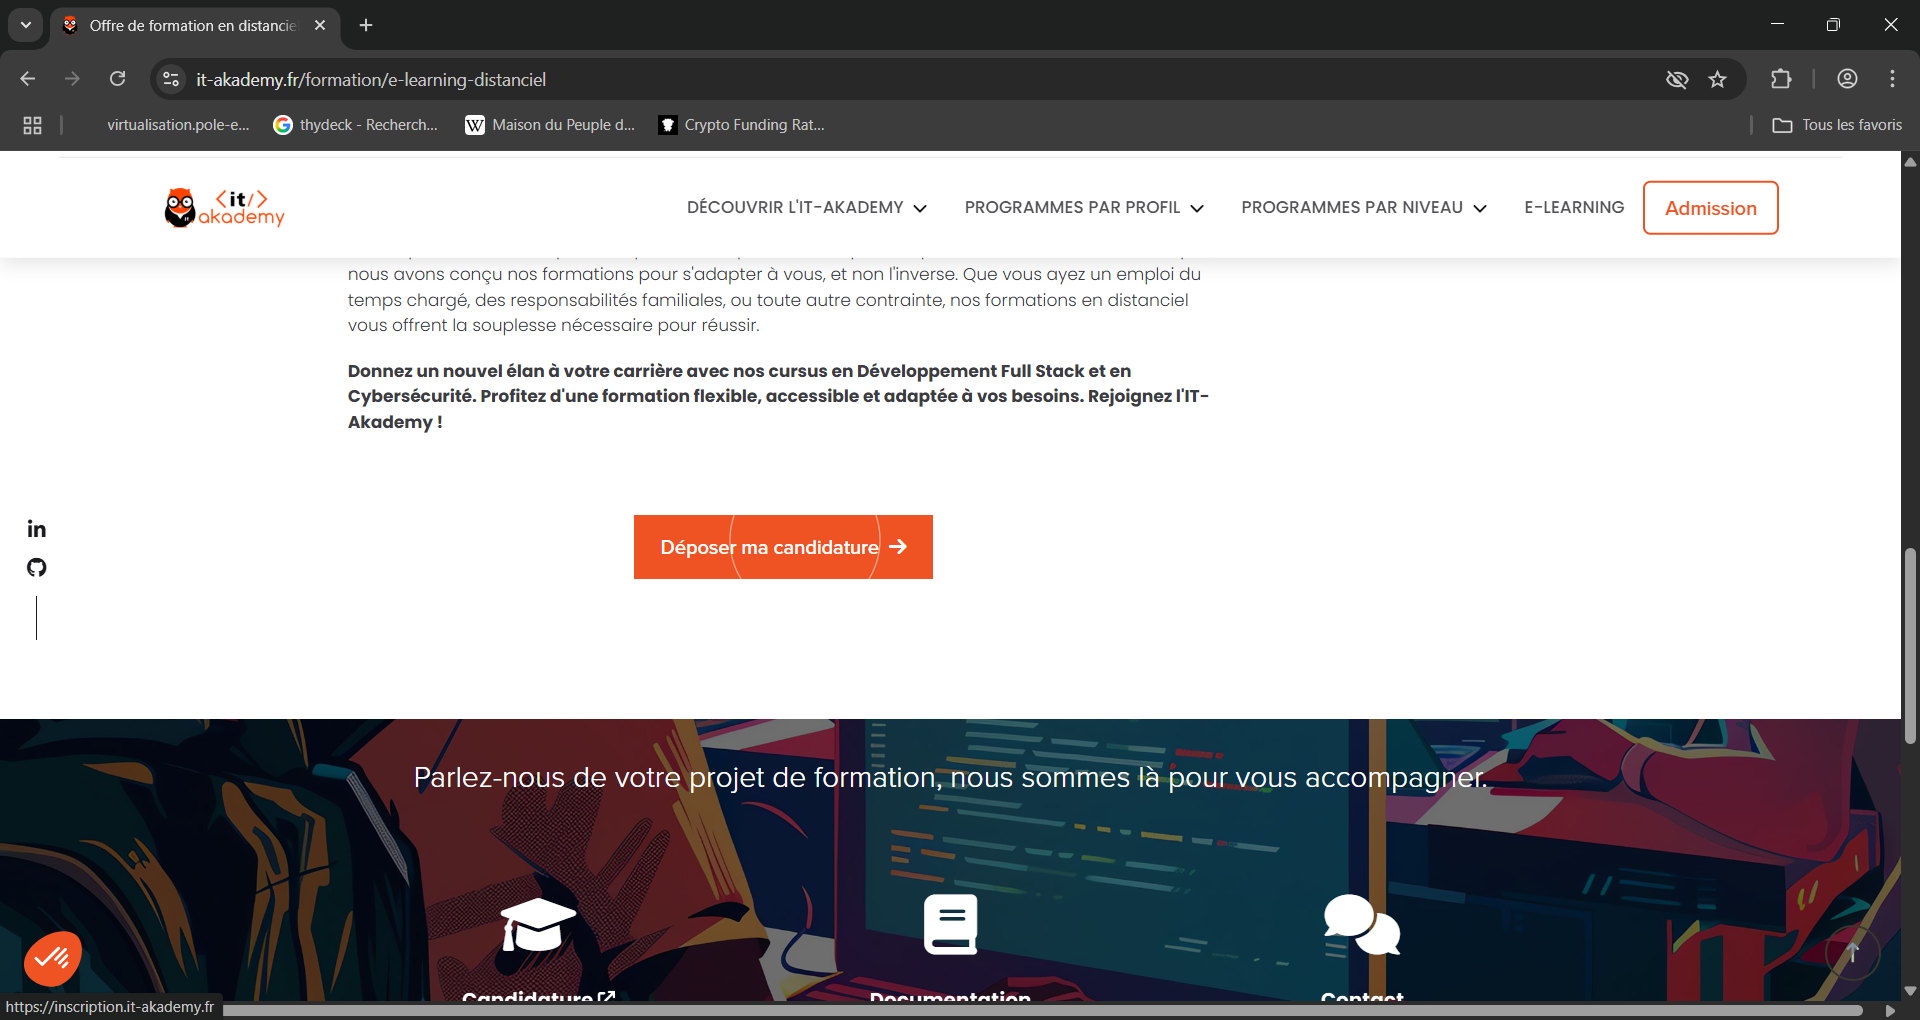 Offre de formation en distancie
it-akademy.fr/formation/e-learning-distanciel
virtualisation.pole-e...
thydeck - Recherch...
W Maison du Peuple d...
Crypto Funding Rat...
Tous les favoris
<it/>
akademy
DÉCOUVRIR L'IT-AKADEMY
PROGRAMMES PAR PROFIL
PROGRAMMES PAR NIVEAU
E-LEARNING
Admission
nous avons conçu nos formations pour s'adapter à vous, et non l'inverse. Que vous ayez un emploi du
temps chargé, des responsabilités familiales, ou toute autre contrainte, nos formations en distanciel
vous offrent la souplesse nécessaire pour réussir.
Donnez un nouvel élan à votre carrière avec nos cursus en Développement Full Stack et en
Cybersécurité. Profitez d'une formation flexible, accessible et adaptée à vos besoins. Rejoignez l'IT-
Akademy !
in
Déposer ma candidature
Parlez-nous de votre projet de formation, nous sommes là pour vous accompagner.
Candidature
Documentation
Contact
https://inscription.it-akademy.fr